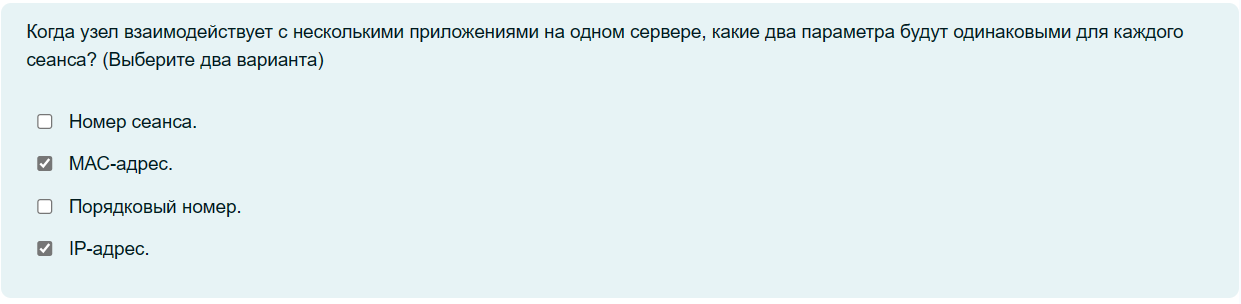 Когда узел взаимодействует с несколькими приложениями на одном сервере, какие два параметра будут одинаковыми для каждого
сеанса? (Выберите два варианта)
Номер сеанса.
MAC-адрес.
Порядковый номер.
IP-адрес.